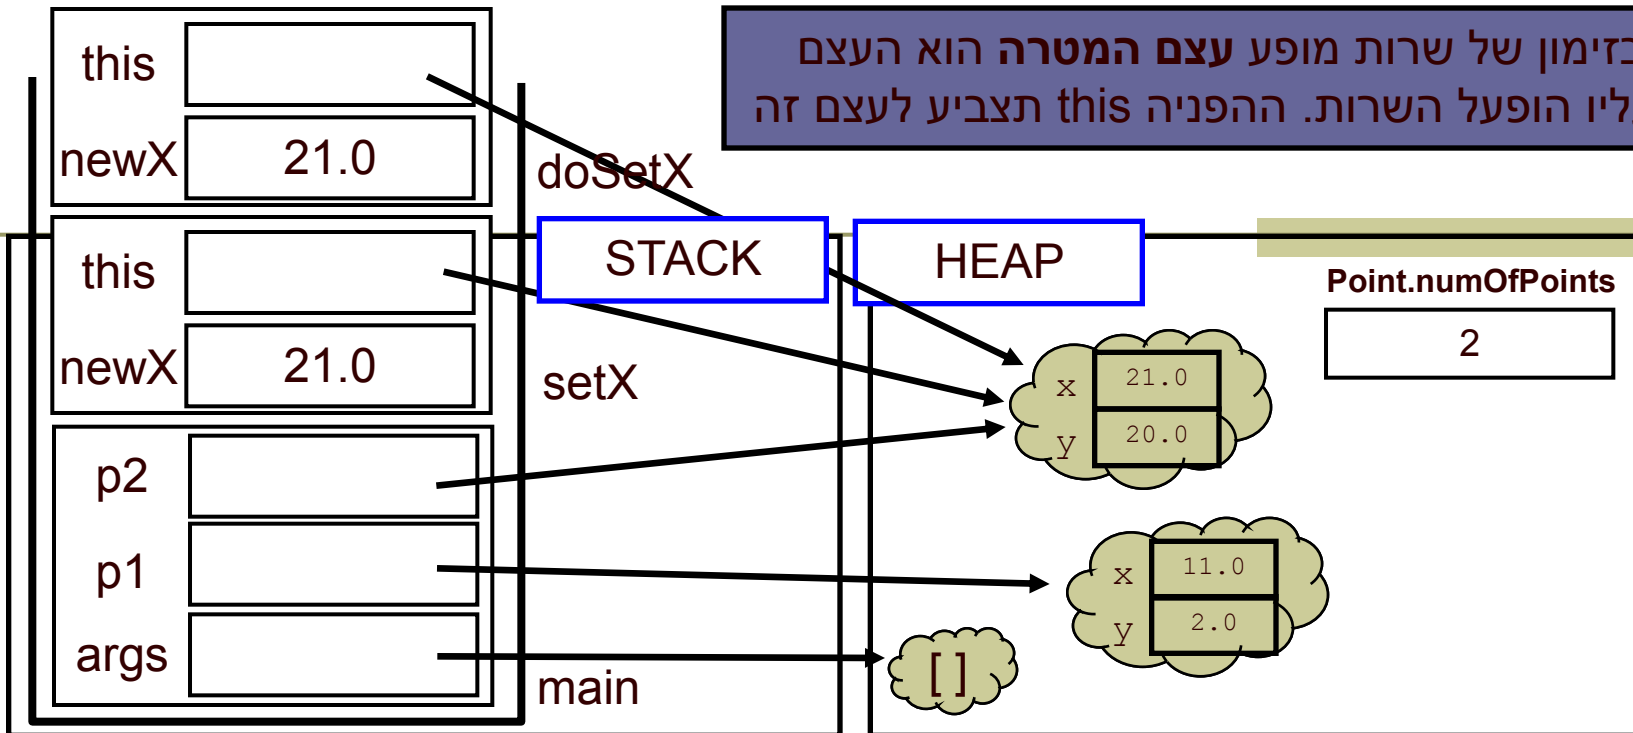 בזימון של שרות מופע עצם המטרה הוא העצם
עליו הופעל השרות. ההפניה this תצביע לעצם זה
this
newX 21.0
doSetX
STACK
HEAP
this
newX 21.0
setX
Point.numOfPoints
2
x 21.0
y 20.0
p2
p1
args
main
x 11.0
y 2.0
[ ]